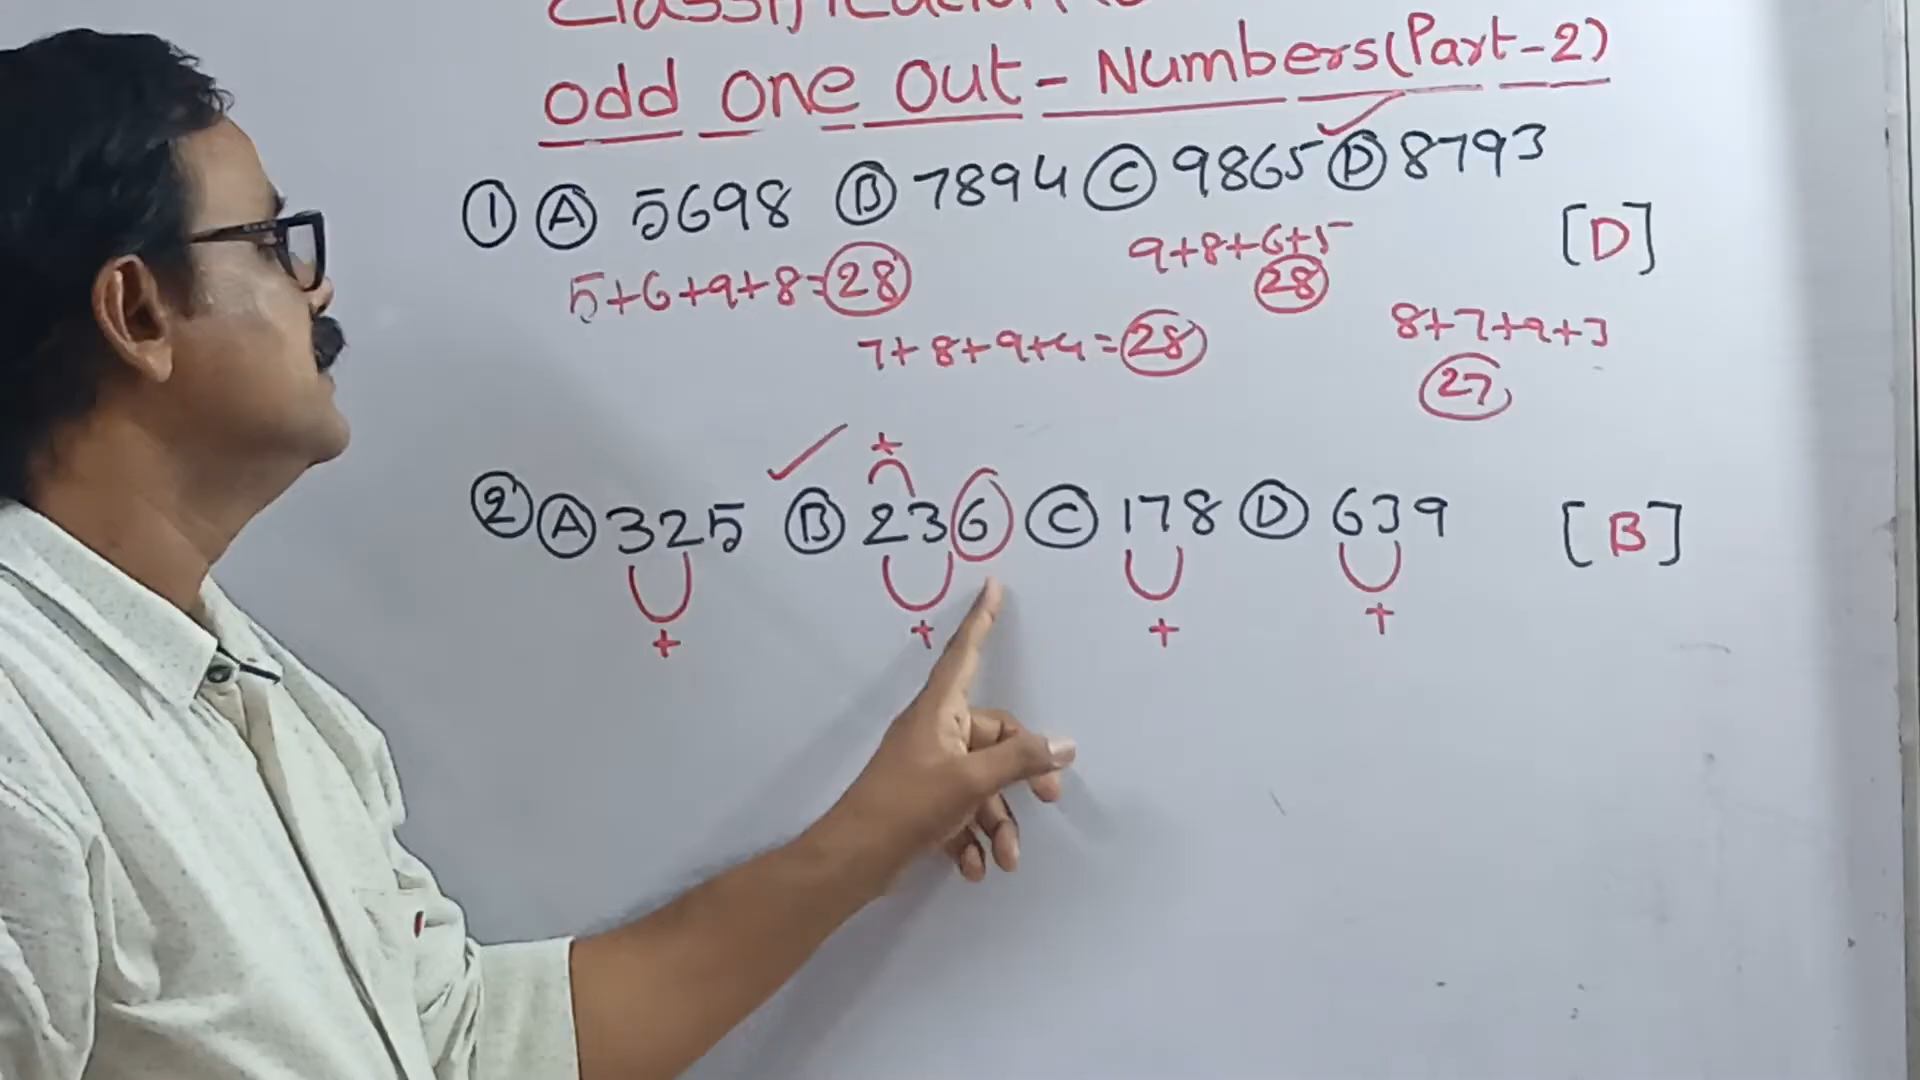 Classification
odd one out - Numbers (Part-2)
① Ⓐ 5698 Ⓑ 7894 Ⓒ 9865 Ⓓ 8793
[D]
5+6+9+8=28
9+8+6+5
28
7+8+9+4=28
8+7+9+3
27
+
② Ⓐ 325 Ⓑ 236 Ⓒ 178 Ⓓ 639 [B]
+ + + +